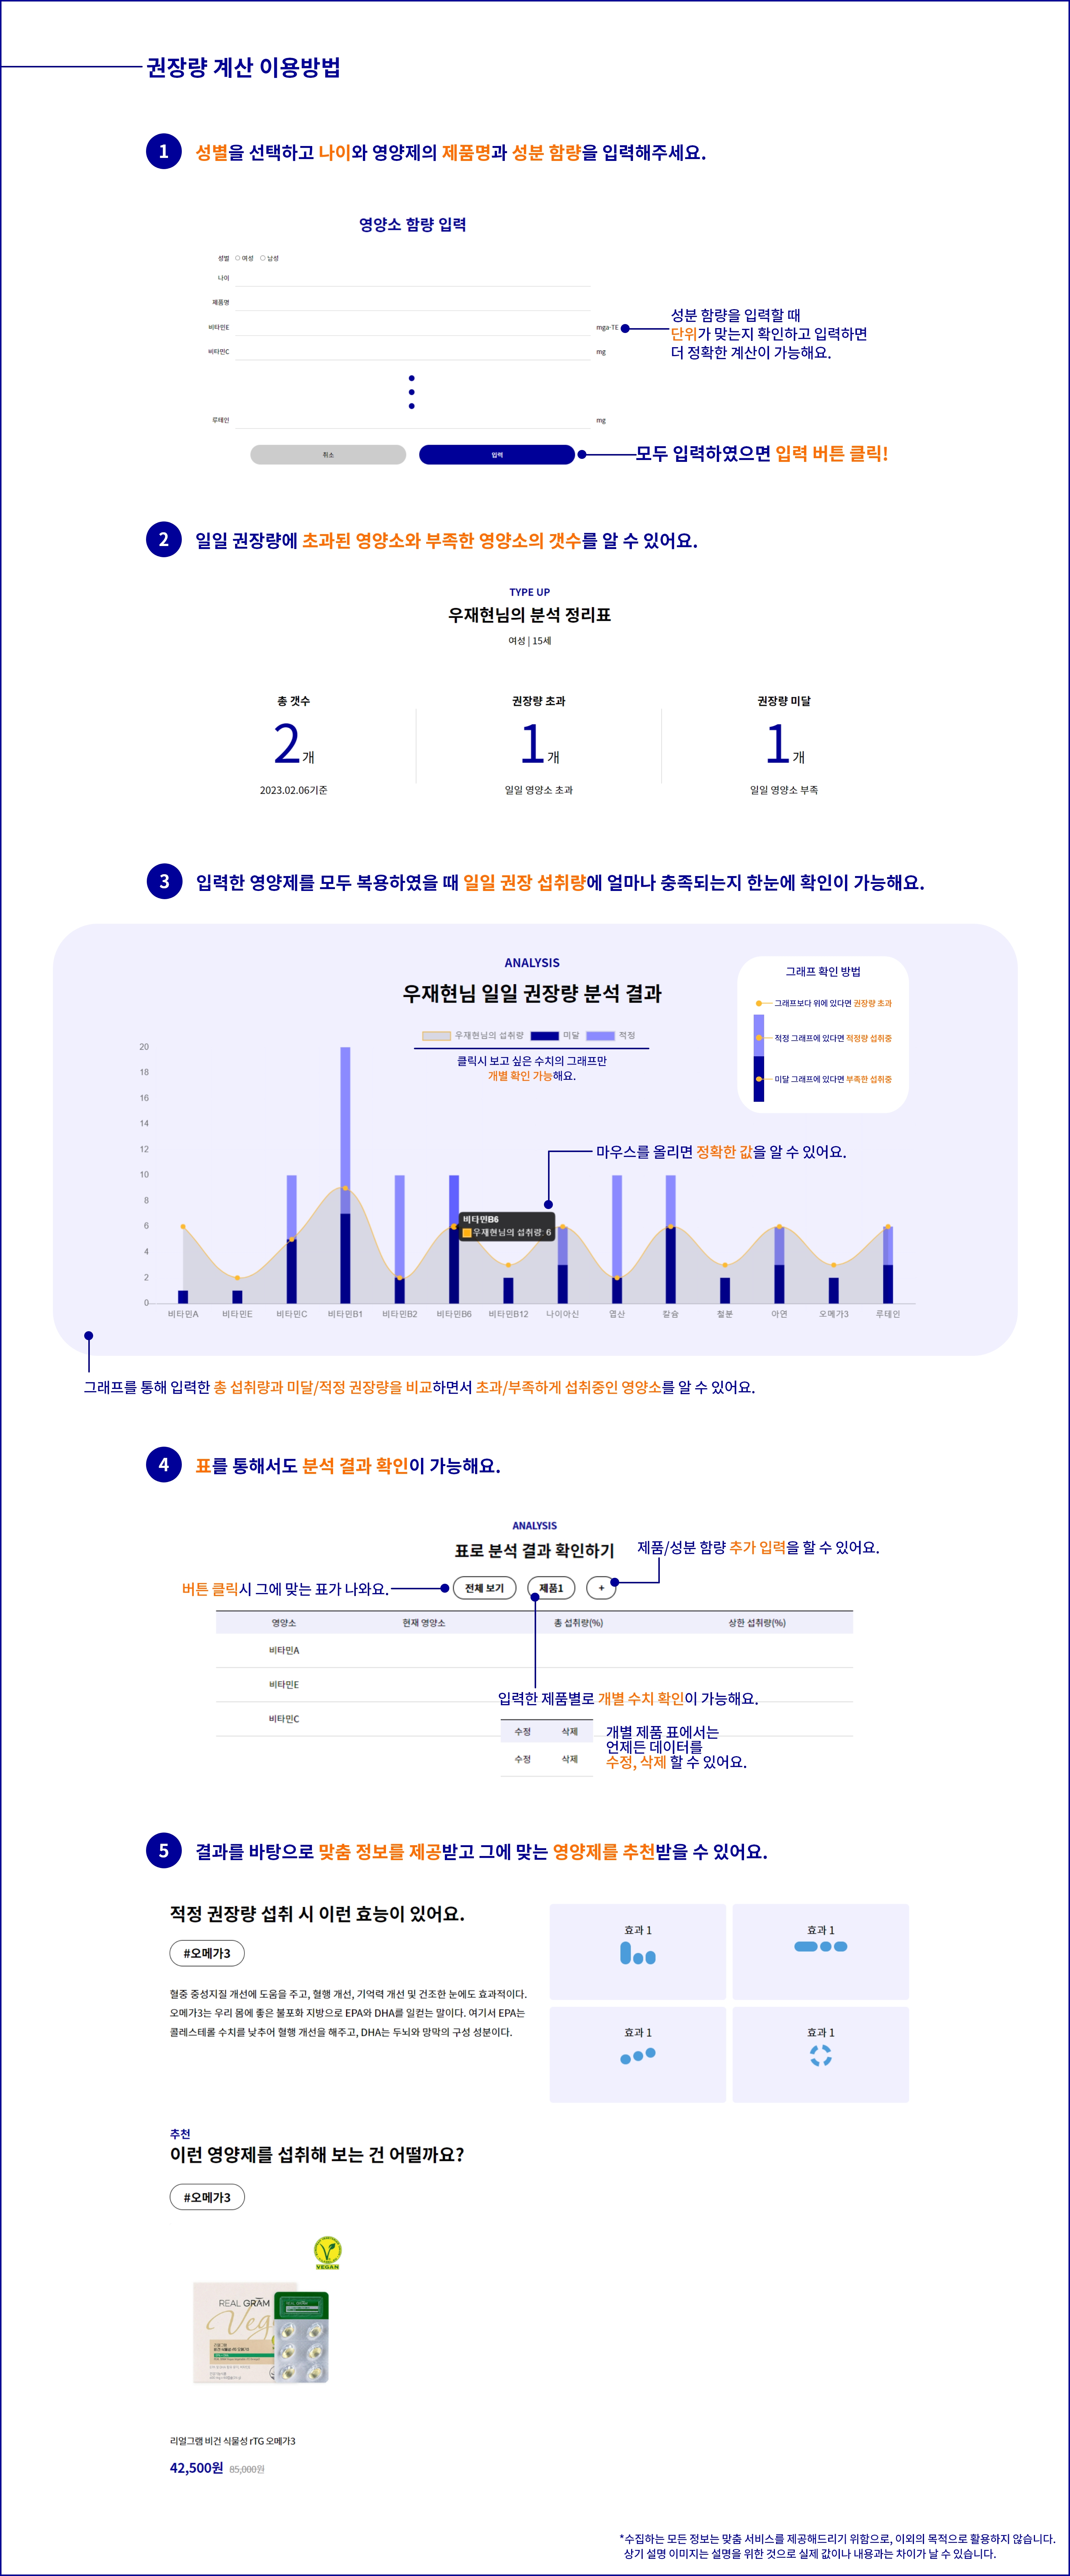 권장량 계산 이용방법
1 성별을 선택하고 나이와 영양제의 제품명과 성분 함량을 입력해주세요.
영양소 함량 입력
성별 여성 남성
나이
제품명
비타민E mga-TE
비타민C mg
성분 함량을 입력할 때
단위가 맞는지 확인하고 입력하면
더 정확한 계산이 가능해요.
루테인 mg
취소 입력
모두 입력하였으면 입력 버튼 클릭!
2 일일 권장량에 초과된 영양소와 부족한 영양소의 갯수를 알 수 있어요.
TYPE UP
우재현님의 분석 정리표
여성 | 15세
총 갯수 권장량 초과 권장량 미달
2개 1개 1개
2023.02.06기준 일일 영양소 초과 일일 영양소 부족
3 입력한 영양제를 모두 복용하였을 때 일일 권장 섭취량에 얼마나 충족되는지 한눈에 확인이 가능해요.
ANALYSIS
우재현님 일일 권장량 분석 결과
우재현님의 섭취량 미달 적정
클릭시 보고 싶은 수치의 그래프만
개별 확인 가능해요.
그래프 확인 방법
그래프보다 위에 있다면 권장량 초과
적정 그래프에 있다면 적정량 섭취중
미달 그래프에 있다면 부족한 섭취중
마우스를 올리면 정확한 값을 알 수 있어요.
20
18
16
14
12
10
8
6
4
2
0
비타민B6
우재현님의 섭취량: 6
비타민A 비타민E 비타민C 비타민B1 비타민B2 비타민B6 비타민B12 나이아신 엽산 칼슘 철분 아연 오메가3 루테인
그래프를 통해 입력한 총 섭취량과 미달/적정 권장량을 비교하면서 초과/부족하게 섭취중인 영양소를 알 수 있어요.
4 표를 통해서도 분석 결과 확인이 가능해요.
ANALYSIS
표로 분석 결과 확인하기
제품/성분 함량 추가 입력을 할 수 있어요.
버튼 클릭시 그에 맞는 표가 나와요.
전체 보기 제품1 +
영양소 현재 영양소 총 섭취량(%) 상한 섭취량(%)
비타민A
비타민E
입력한 제품별로 개별 수치 확인이 가능해요.
비타민C
수정 삭제
수정 삭제
개별 제품 표에서는
언제든 데이터를
수정, 삭제 할 수 있어요.
5 결과를 바탕으로 맞춤 정보를 제공받고 그에 맞는 영양제를 추천받을 수 있어요.
적정 권장량 섭취 시 이런 효능이 있어요.
#오메가3
혈중 중성지질 개선에 도움을 주고, 혈행 개선, 기억력 개선 및 건조한 눈에도 효과적이다.
오메가3는 우리 몸에 좋은 불포화 지방으로 EPA와 DHA를 일컫는 말이다. 여기서 EPA는
콜레스테롤 수치를 낮추어 혈행 개선을 해주고, DHA는 두뇌와 망막의 구성 성분이다.
효과 1 효과 1
효과 1 효과 1
추천
이런 영양제를 섭취해 보는 건 어떨까요?
#오메가3
VEGAN
REAL GRAM
리얼그램 비건 식물성 rTG 오메가3
42,500원 85,000원
*수집하는 모든 정보는 맞춤 서비스를 제공해드리기 위함으로, 이외의 목적으로 활용하지 않습니다.
상기 설명 이미지는 설명을 위한 것으로 실제 값이나 내용과는 차이가 날 수 있습니다.